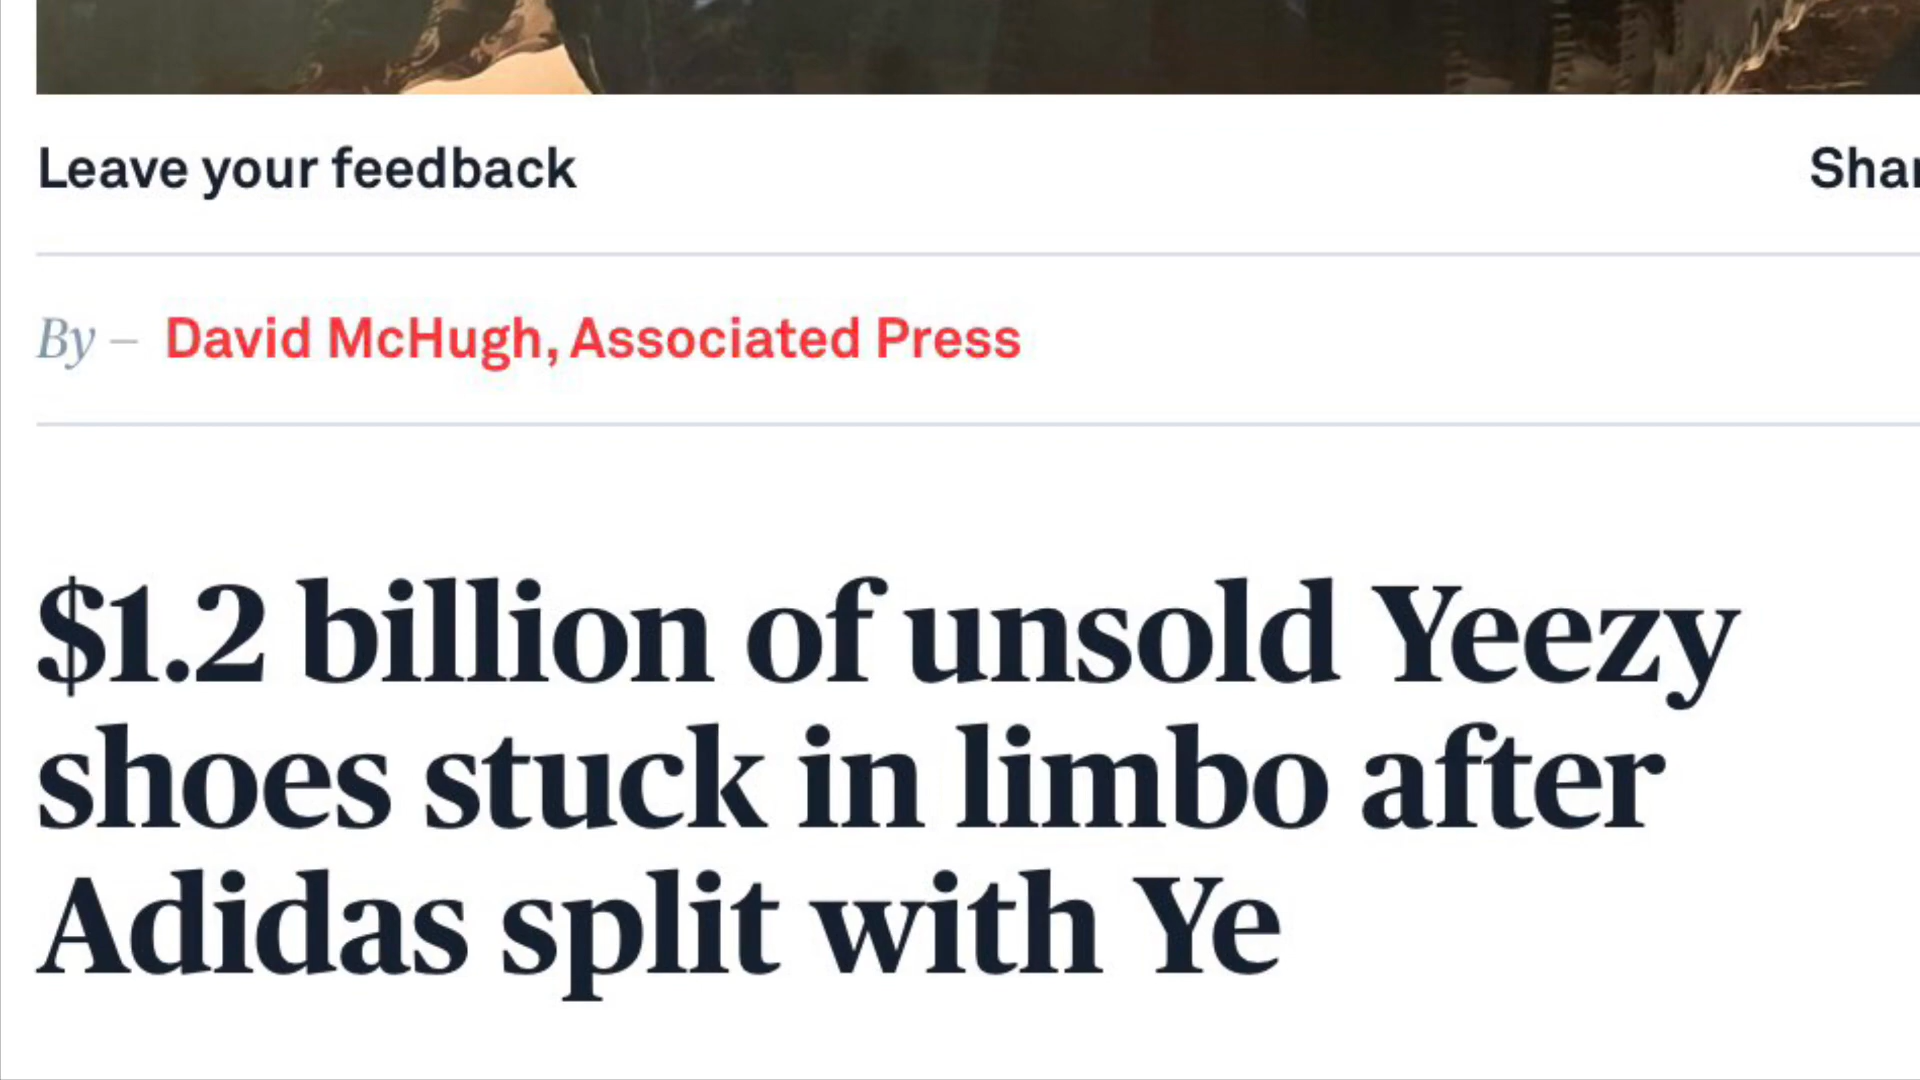 Leave your feedback
Shar
By – David McHugh, Associated Press
$1.2 billion of unsold Yeezy
shoes stuck in limbo after
Adidas split with Ye